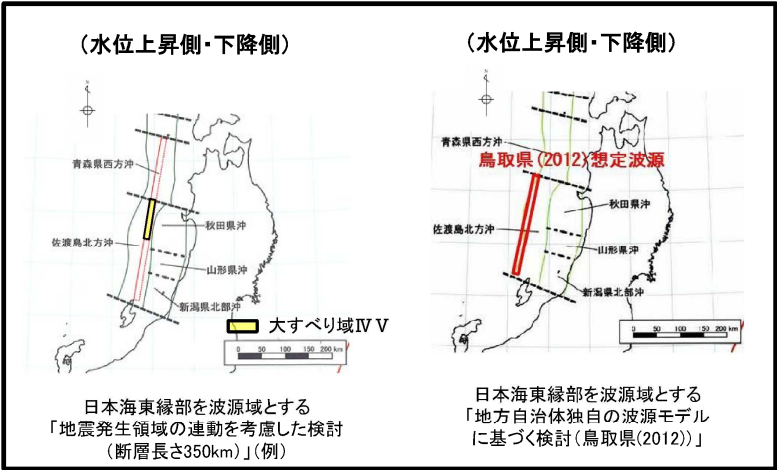 （水位上昇側・下降側）
N
青森県西方沖
秋田県沖
佐渡島北方沖
山形県沖
新潟県北部沖
大すべり域Ⅳ Ⅴ
0 50 100 150 200 km
日本海東縁部を波源域とする
「地震発生領域の連動を考慮した検討
（断層長さ350km）」（例）
（水位上昇側・下降側）
N
青森県西方沖
鳥取県（2012）想定波源
秋田県沖
佐渡島北方沖
山形県沖
新潟県北部沖
0 50 100 150 200 km
日本海東縁部を波源域とする
「地方自治体独自の波源モデル
に基づく検討（鳥取県(2012)）」